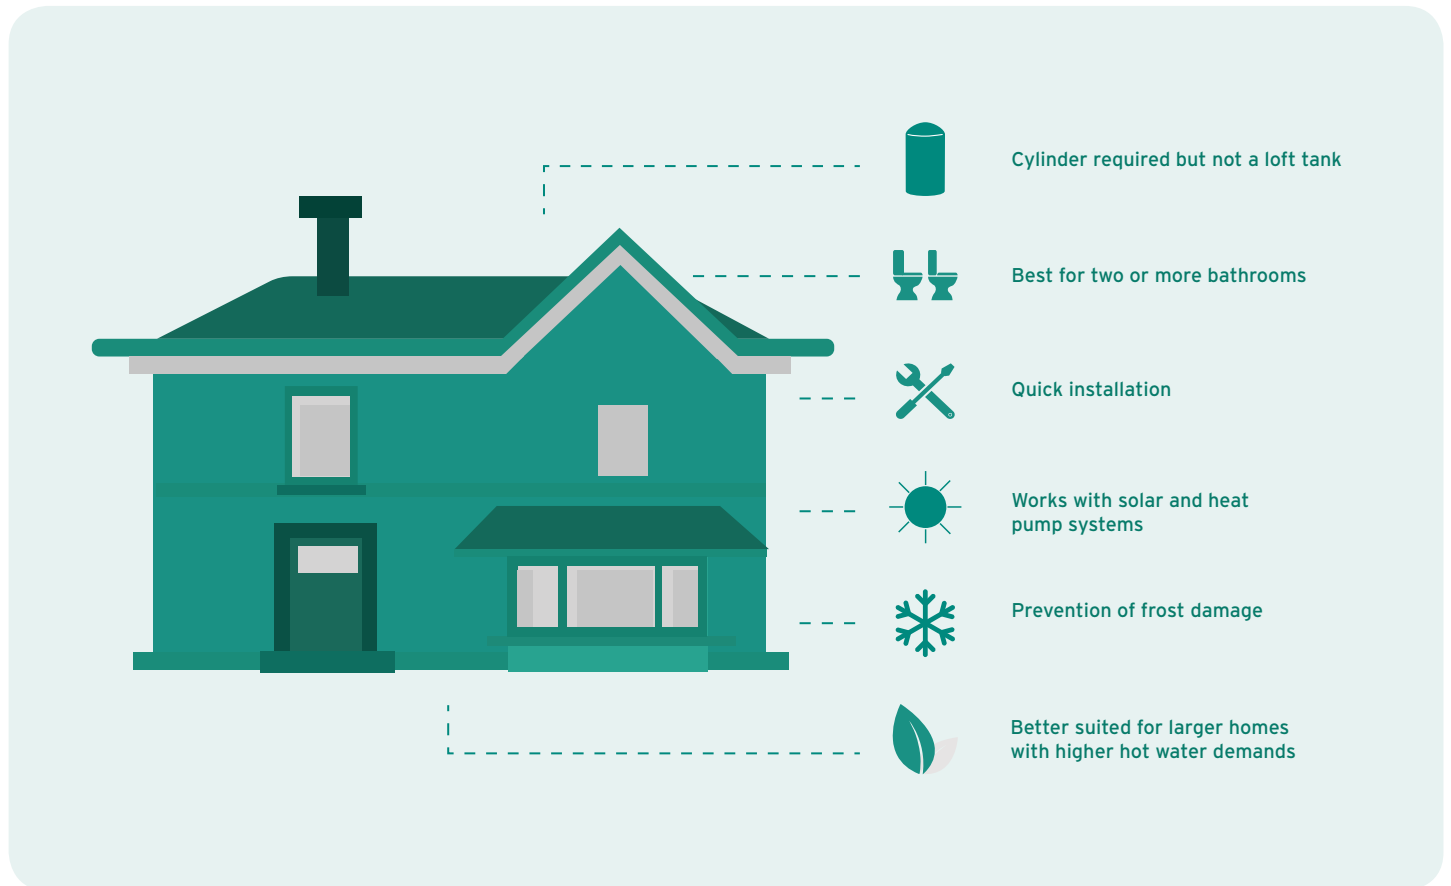 Cylinder required but not a loft tank
Best for two or more bathrooms
Quick installation
Works with solar and heat
pump systems
Prevention of frost damage
Better suited for larger homes
with higher hot water demands